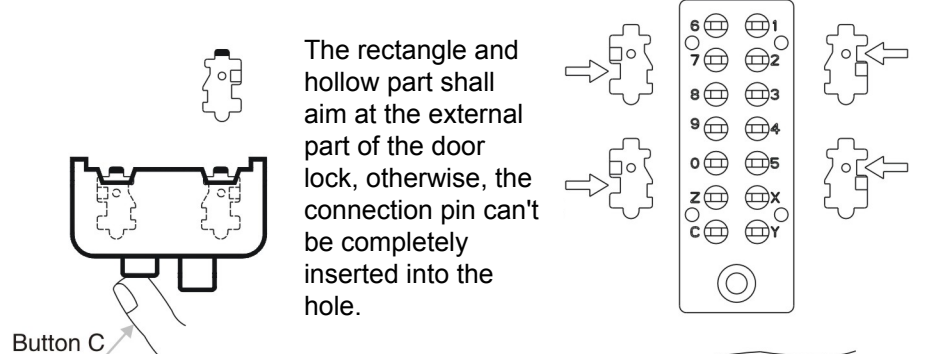 The rectangle and
hollow part shall
aim at the external
part of the door
lock, otherwise, the
connection pin can't
be completely
inserted into the
hole.
Button C
6 1
7 2
8 3
9 4
0 5
Z X
C Y